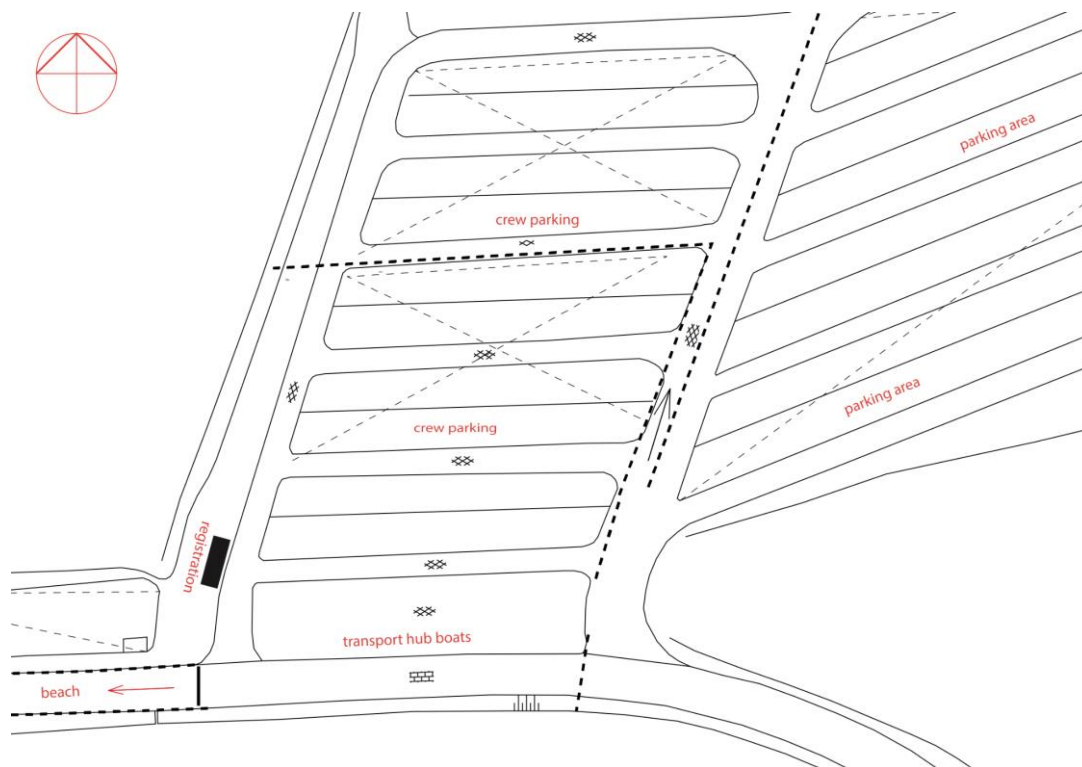 parking area
crew parking
parking area
crew parking
registration
transport hub boats
beach